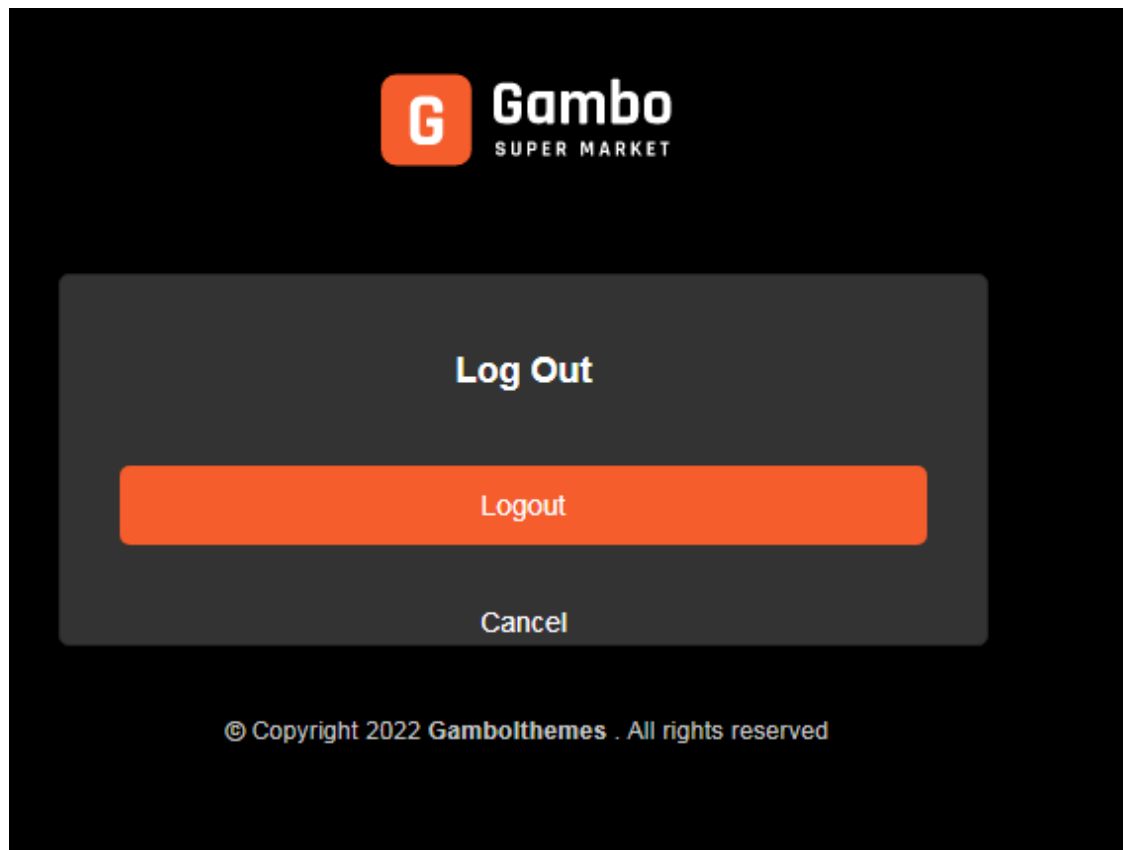 G
Gambo
SUPER MARKET
Log Out
Logout
Cancel
© Copyright 2022 Gambolthemes . All rights reserved